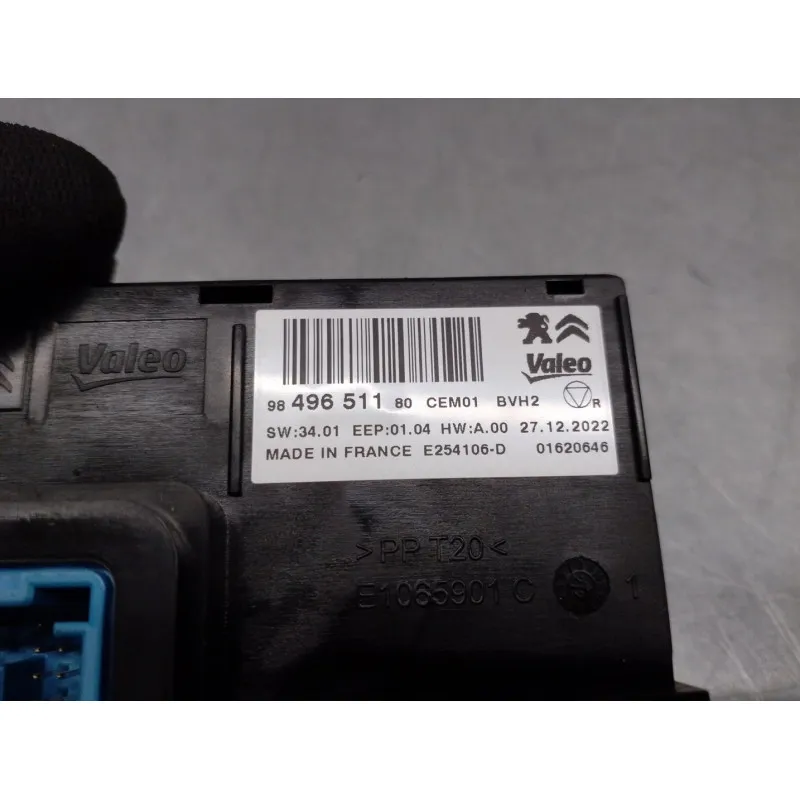 Valeo
Valeo
98 496 511 80 CEM01 BVH2 R
SW:34.01 EEP:01.04 HW:A.00 27.12.2022
MADE IN FRANCE E254106-D 01620646
>PP T20<
E1065901 C 1